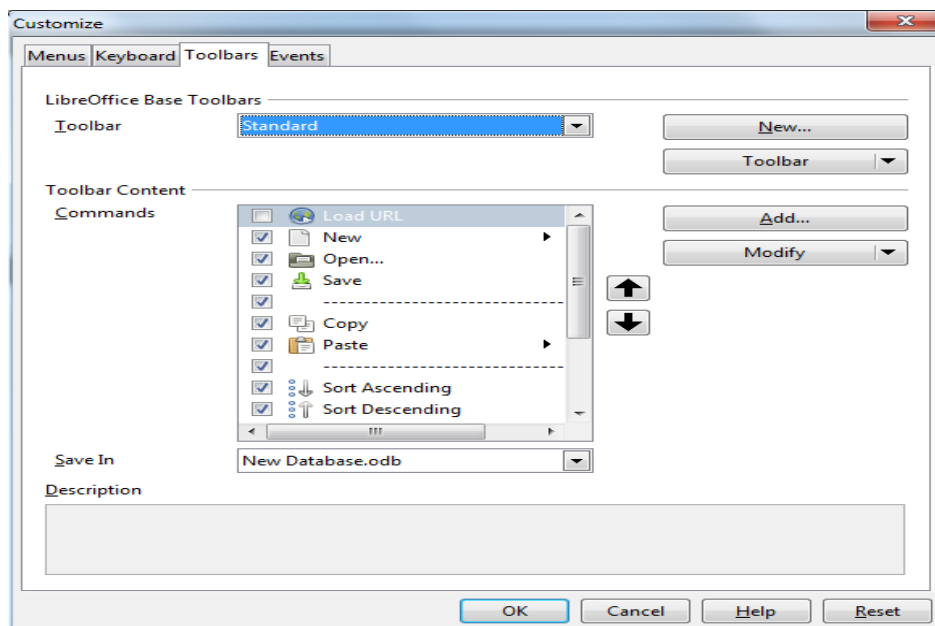 Customize
Menus Keyboard Toolbars Events
LibreOffice Base Toolbars
Toolbar Standard New...
Toolbar
Toolbar Content
Commands Load URL Add...
New
Open... Modify
Save
--------------------------------
Copy
Paste
--------------------------------
Sort Ascending
Sort Descending
Save In New Database.odb
Description
OK Cancel Help Reset